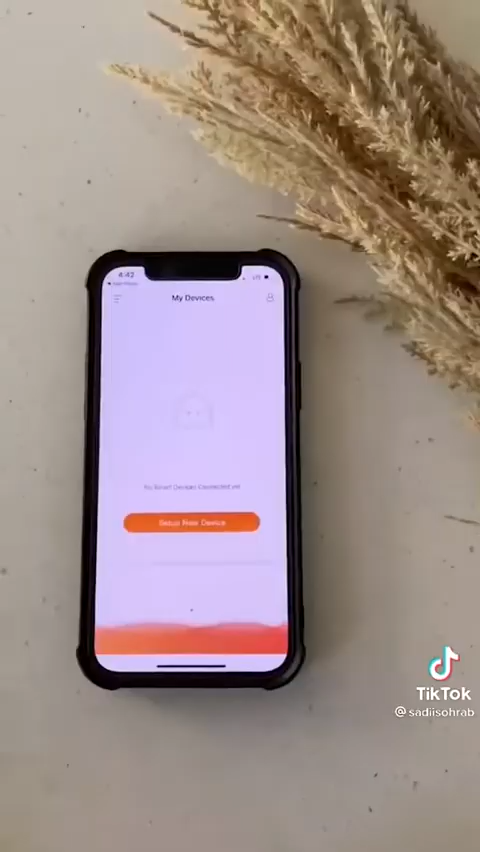 4:42
My Devices
No Smart Devices Connected yet
Setup New Device
TikTok
@sadiisohrab